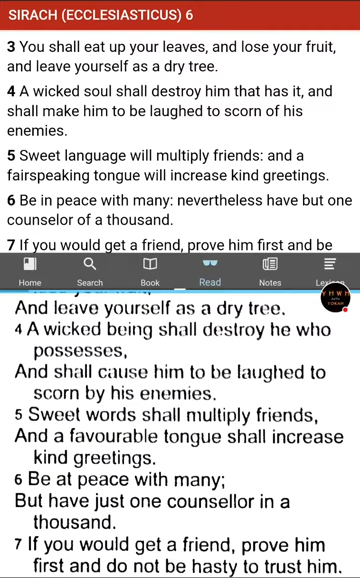 SIRACH (ECCLESIASTICUS) 6
3 You shall eat up your leaves, and lose your fruit,
and leave yourself as a dry tree.
4 A wicked soul shall destroy him that has it, and
shall make him to be laughed to scorn of his
enemies.
5 Sweet language will multiply friends: and a
fairspeaking tongue will increase kind greetings.
6 Be in peace with many: nevertheless have but one
counselor of a thousand.
7 If you would get a friend, prove him first and be
Home Search Book Read Notes
And leave yourself as a dry tree.
4 A wicked being shall destroy he who
possesses,
And shall cause him to be laughed to
scorn by his enemies.
5 Sweet words shall multiply friends,
And a favourable tongue shall increase
kind greetings.
6 Be at peace with many;
But have just one counsellor in a
thousand.
7 If you would get a friend, prove him
first and do not be hasty to trust him.